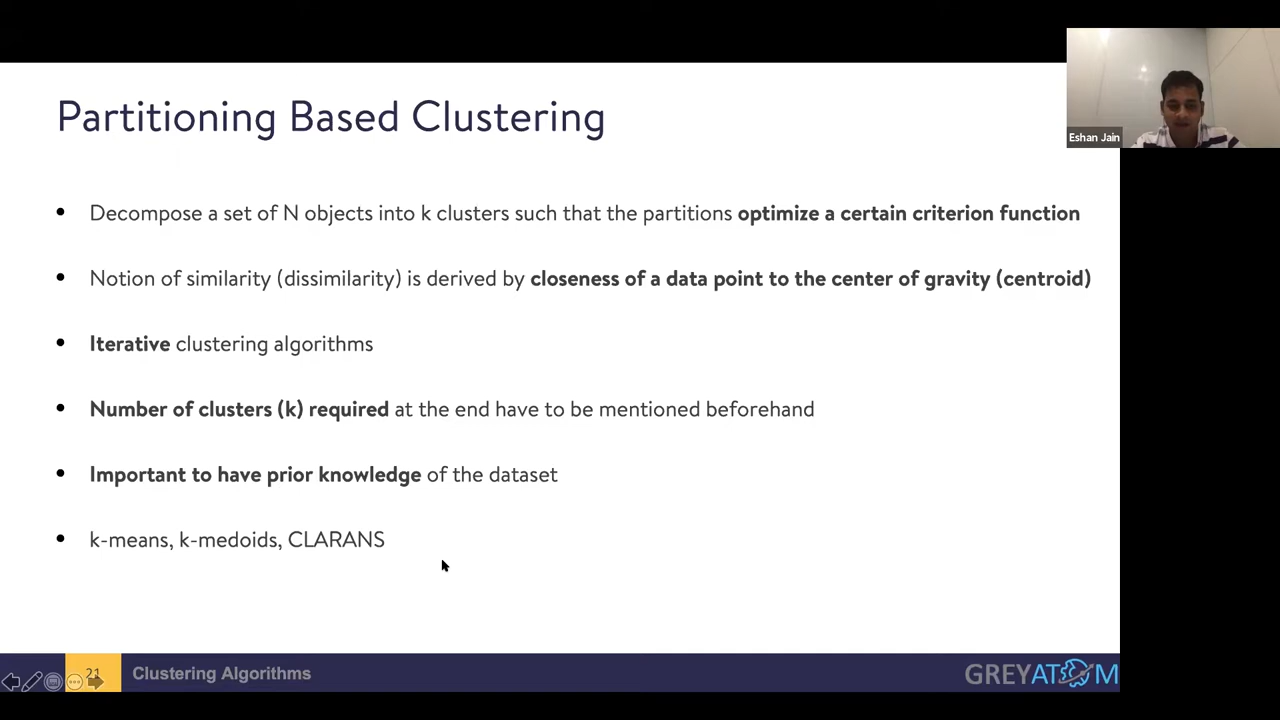 Partitioning Based Clustering
Eshan Jain
• Decompose a set of N objects into k clusters such that the partitions optimize a certain criterion function
• Notion of similarity (dissimilarity) is derived by closeness of a data point to the center of gravity (centroid)
• Iterative clustering algorithms
• Number of clusters (k) required at the end have to be mentioned beforehand
• Important to have prior knowledge of the dataset
• k-means, k-medoids, CLARANS
21
Clustering Algorithms
GREYATOM